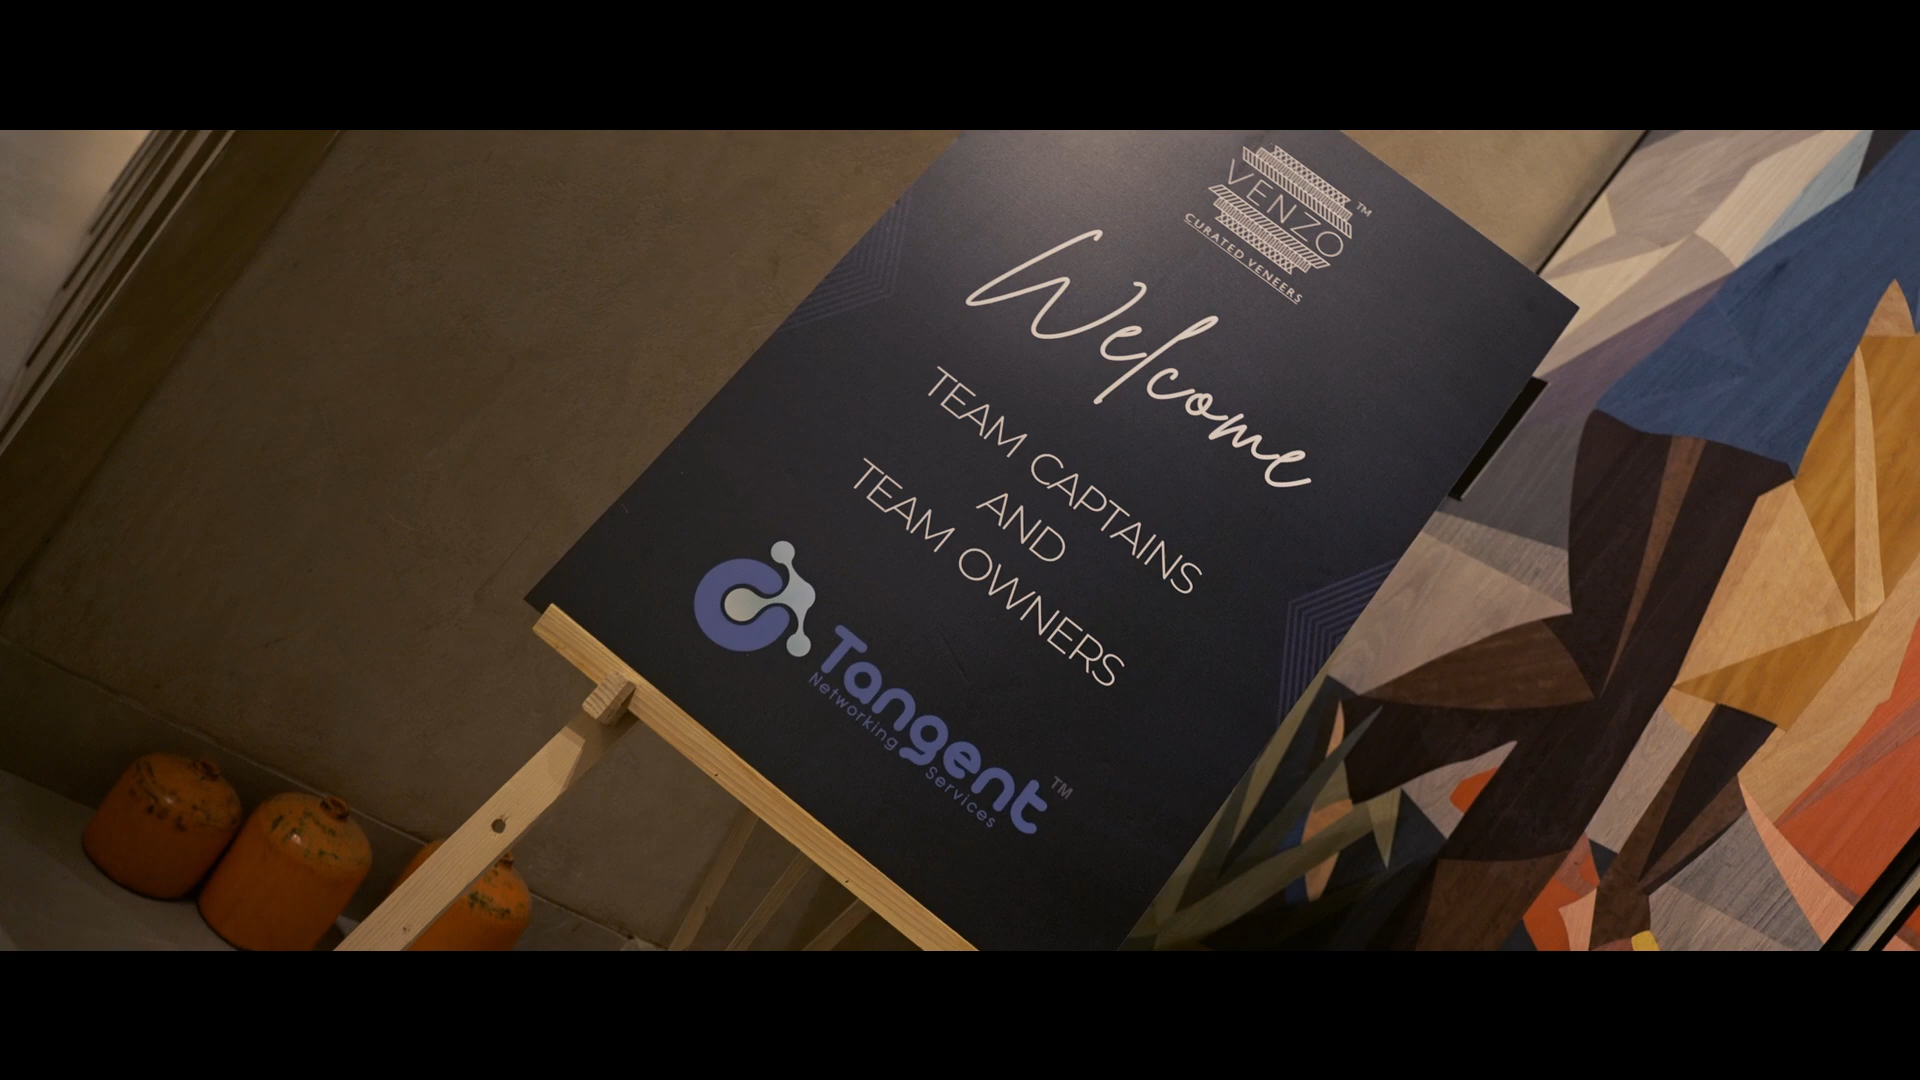 VENZO™
CURATED VENEERS
Welcome
TEAM CAPTAINS
AND
TEAM OWNERS
Tangent™
Networking Services